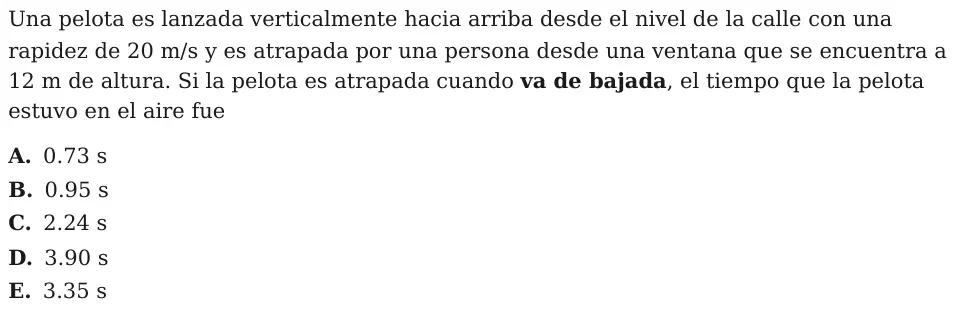 Una pelota es lanzada verticalmente hacia arriba desde el nivel de la calle con una
rapidez de 20 m/s y es atrapada por una persona desde una ventana que se encuentra a
12 m de altura. Si la pelota es atrapada cuando va de bajada, el tiempo que la pelota
estuvo en el aire fue
A. 0.73 s
B. 0.95 s
C. 2.24 s
D. 3.90 s
E. 3.35 s